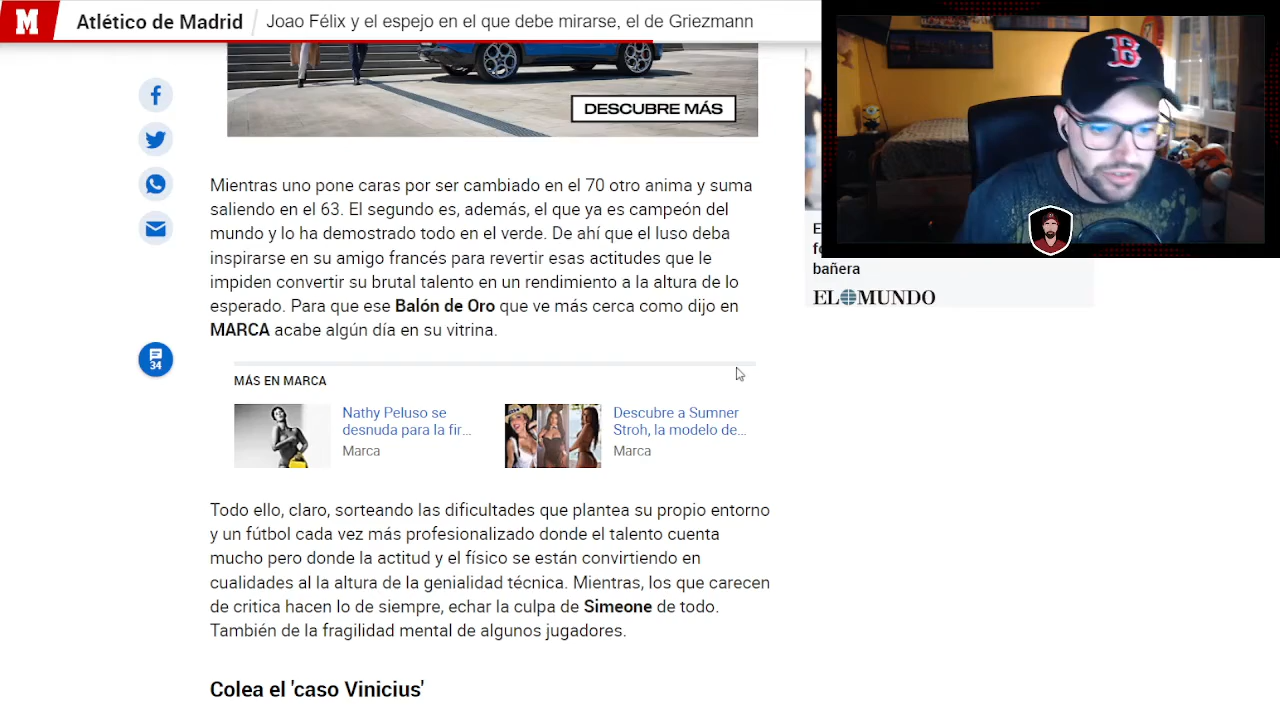 M
Atlético de Madrid
Joao Félix y el espejo en el que debe mirarse, el de Griezmann
DESCUBRE MÁS
Mientras uno pone caras por ser cambiado en el 70 otro anima y suma
saliendo en el 63. El segundo es, además, el que ya es campeón del
mundo y lo ha demostrado todo en el verde. De ahí que el luso deba
inspirarse en su amigo francés para revertir esas actitudes que le
impiden convertir su brutal talento en un rendimiento a la altura de lo
esperado. Para que ese Balón de Oro que ve más cerca como dijo en
MARCA acabe algún día en su vitrina.
34
MÁS EN MARCA
Nathy Peluso se
desnuda para la fir...
Marca
Descubre a Sumner
Stroh, la modelo de...
Marca
Todo ello, claro, sorteando las dificultades que plantea su propio entorno
y un fútbol cada vez más profesionalizado donde el talento cuenta
mucho pero donde la actitud y el físico se están convirtiendo en
cualidades al la altura de la genialidad técnica. Mientras, los que carecen
de critica hacen lo de siempre, echar la culpa de Simeone de todo.
También de la fragilidad mental de algunos jugadores.
Colea el 'caso Vinicius'
B
bañera
EL MUNDO